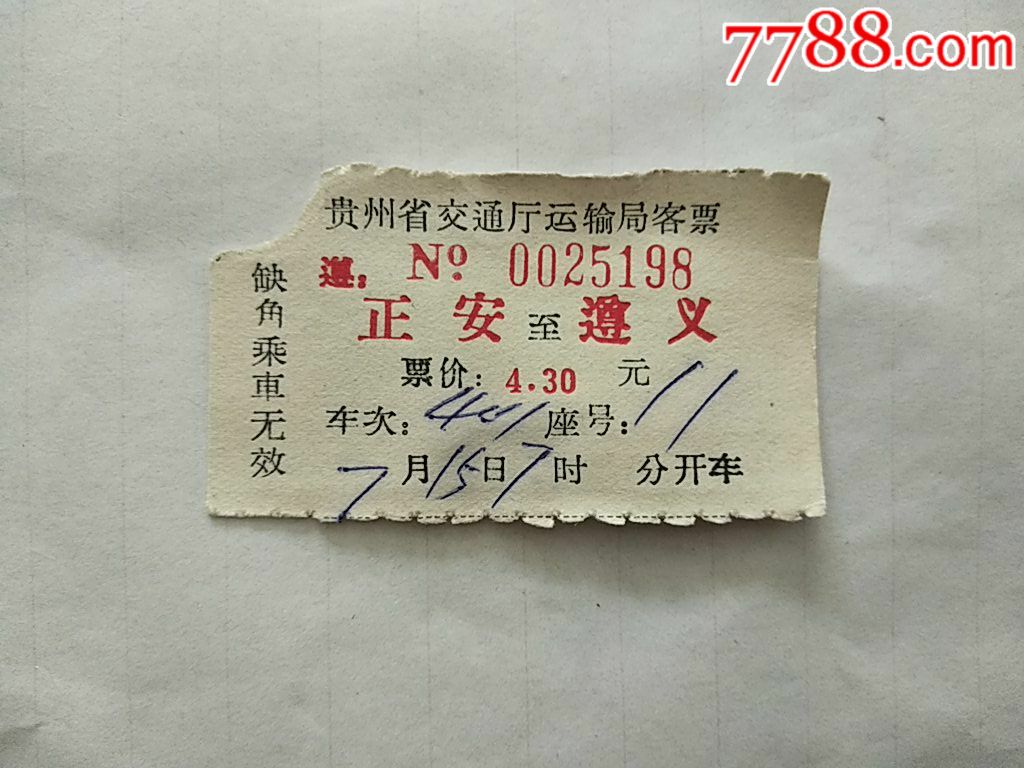 7788.com
贵州省交通厅运输局客票
遵: № 0025198
正安至遵义
票价: 4.30 元
车次: 401 座号: 11
7月15日7时 分开车
缺角乘車无效